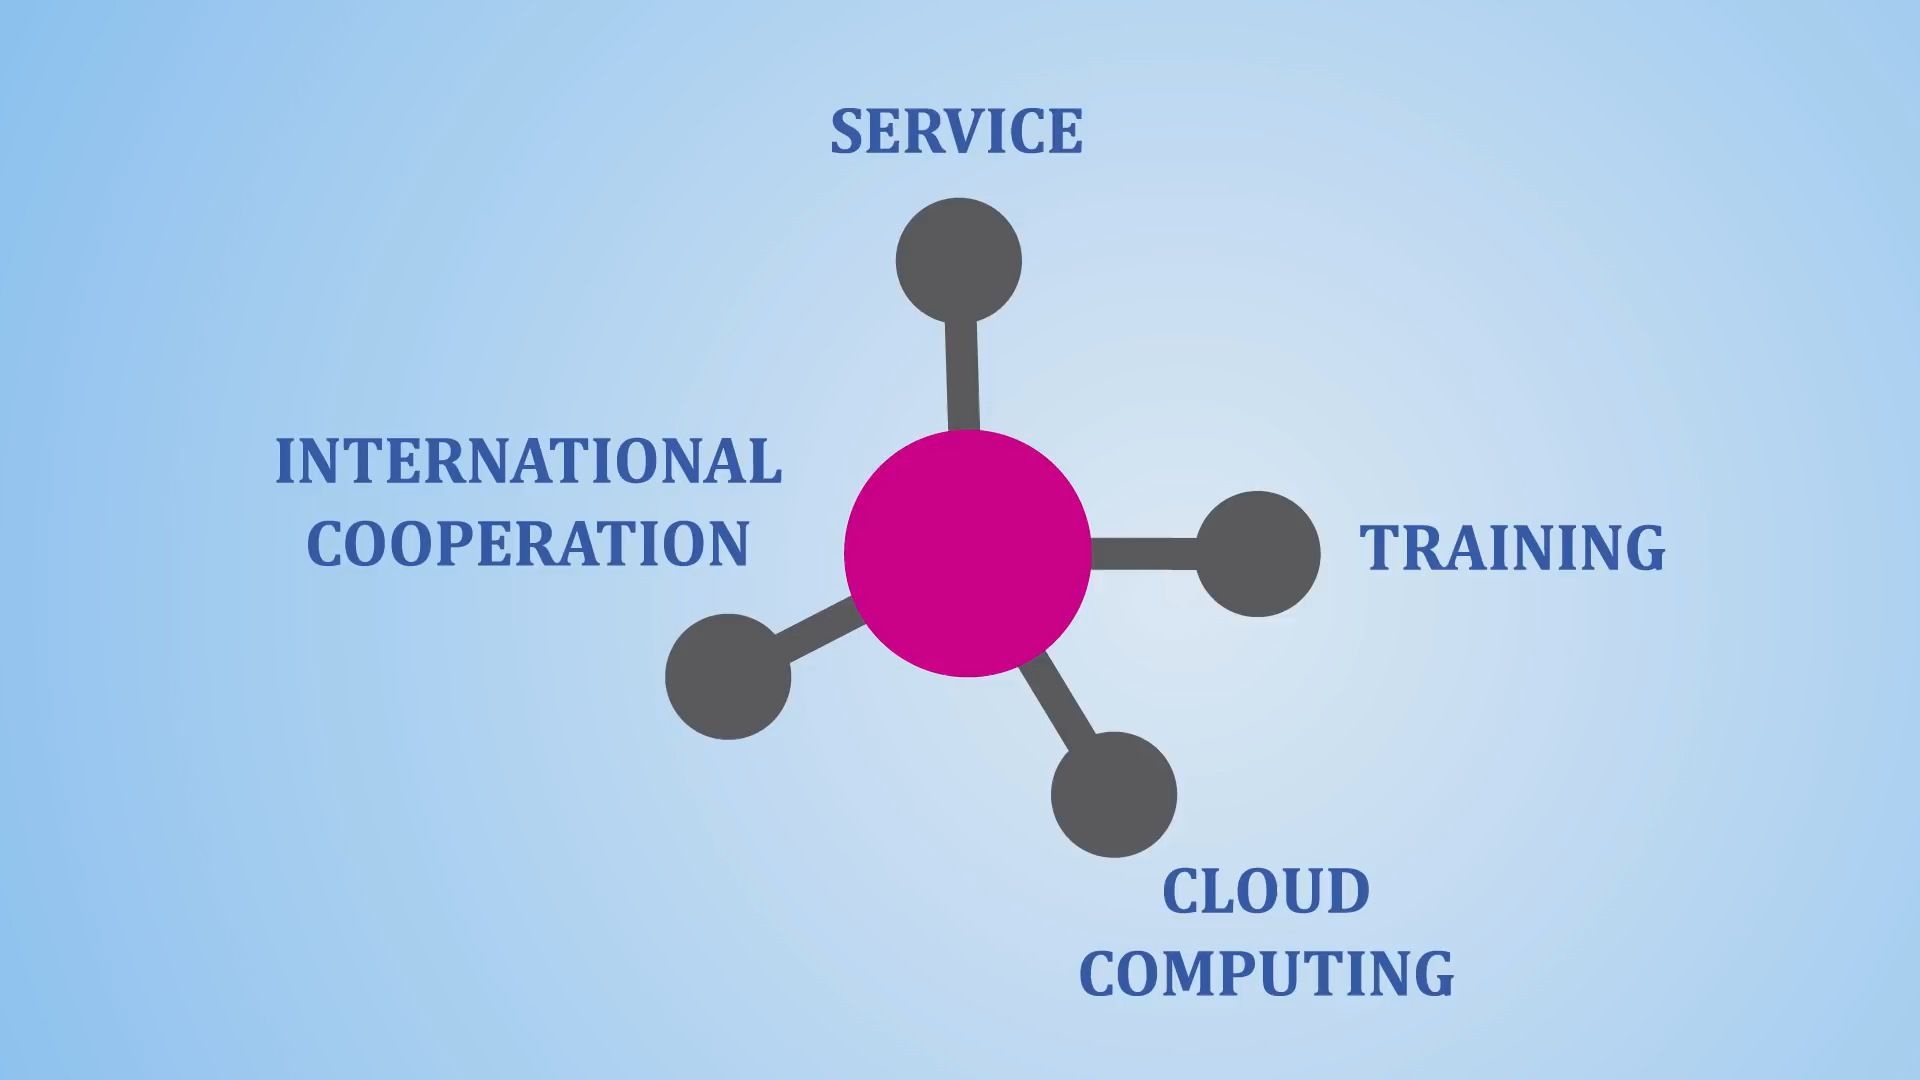 SERVICE
INTERNATIONAL
COOPERATION
TRAINING
CLOUD
COMPUTING